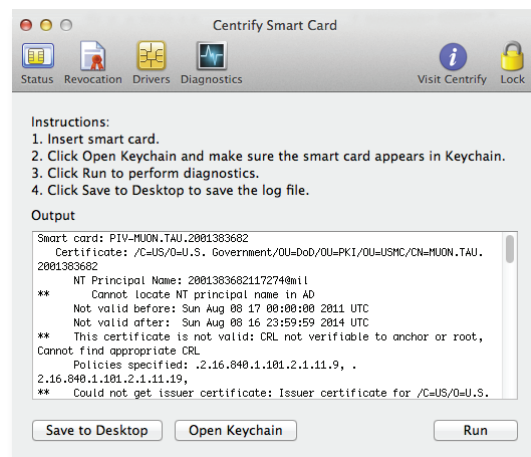 Centrify Smart Card
Status Revocation Drivers Diagnostics Visit Centrify Lock
Instructions:
1. Insert smart card.
2. Click Open Keychain and make sure the smart card appears in Keychain.
3. Click Run to perform diagnostics.
4. Click Save to Desktop to save the log file.
Output
Smart card: PIV-MUON.TAU.2001383682
Certificate: /C=US/O=U.S. Government/OU=DoD/OU=PKI/OU=USMC/CN=MUON.TAU.
2001383682
NT Principal Name: 2001383682117274@mil
** Cannot locate NT principal name in AD
Not valid before: Sun Aug 08 17 00:00:00 2011 UTC
Not valid after: Sun Aug 08 16 23:59:59 2014 UTC
** This certificate is not valid: CRL not verifiable to anchor or root,
Cannot find appropriate CRL
Policies specified: .2.16.840.1.101.2.1.11.9, .
2.16.840.1.101.2.1.11.19,
** Could not get issuer certificate: Issuer certificate for /C=US/O=U.S.
Save to Desktop Open Keychain Run